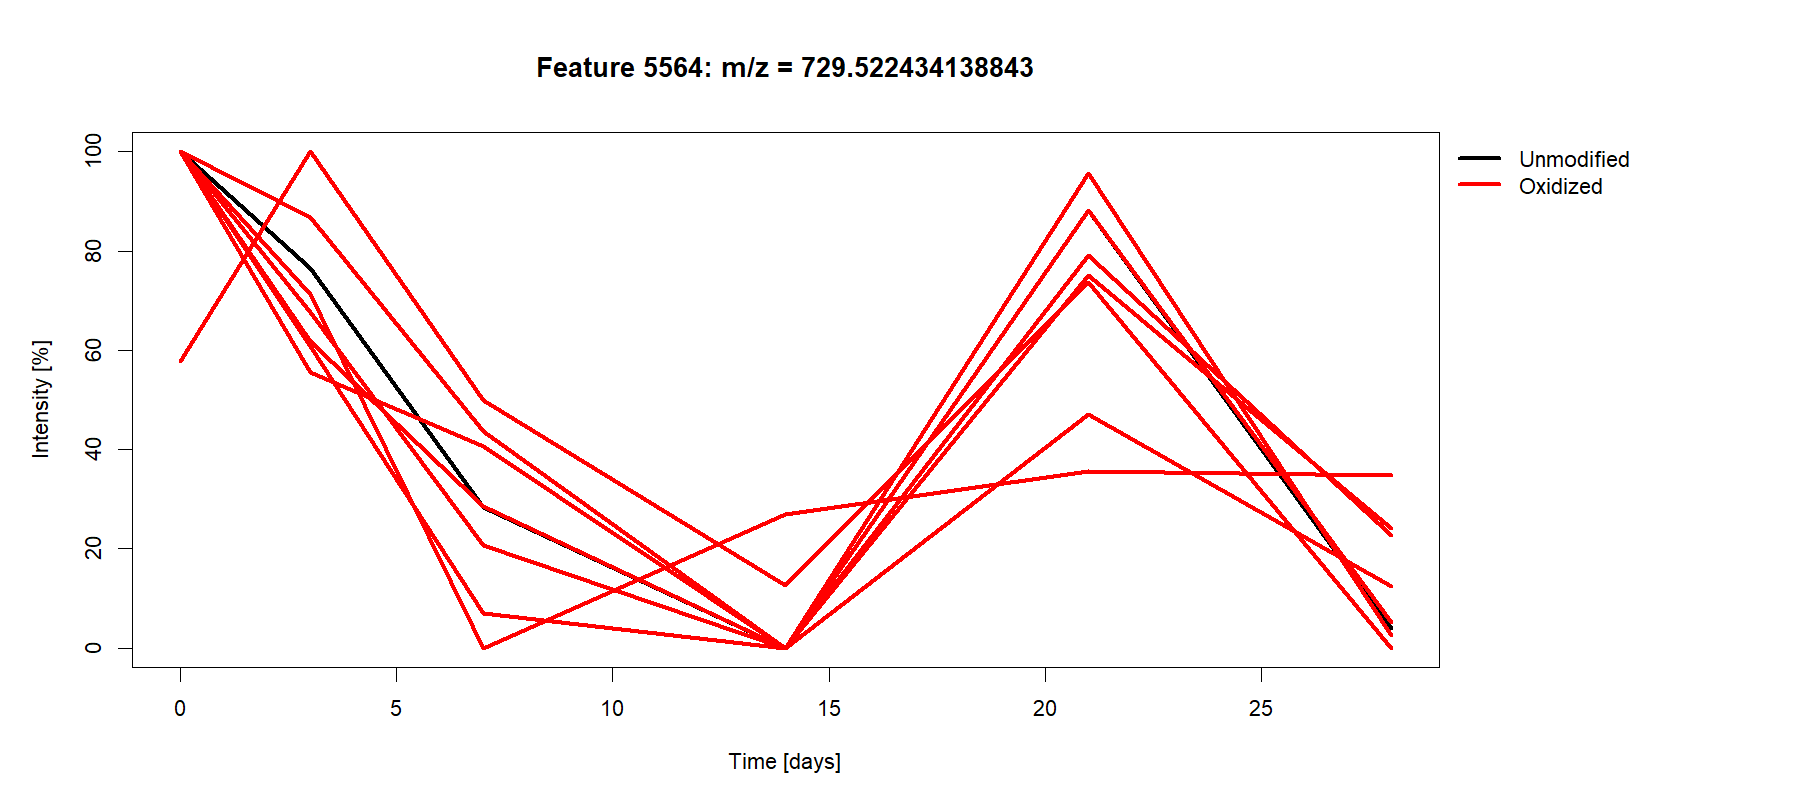 Feature 5564: m/z = 729.522434138843
Unmodified
Oxidized
Intensity [%]
100
80
60
40
20
0
0 5 10 15 20 25
Time [days]